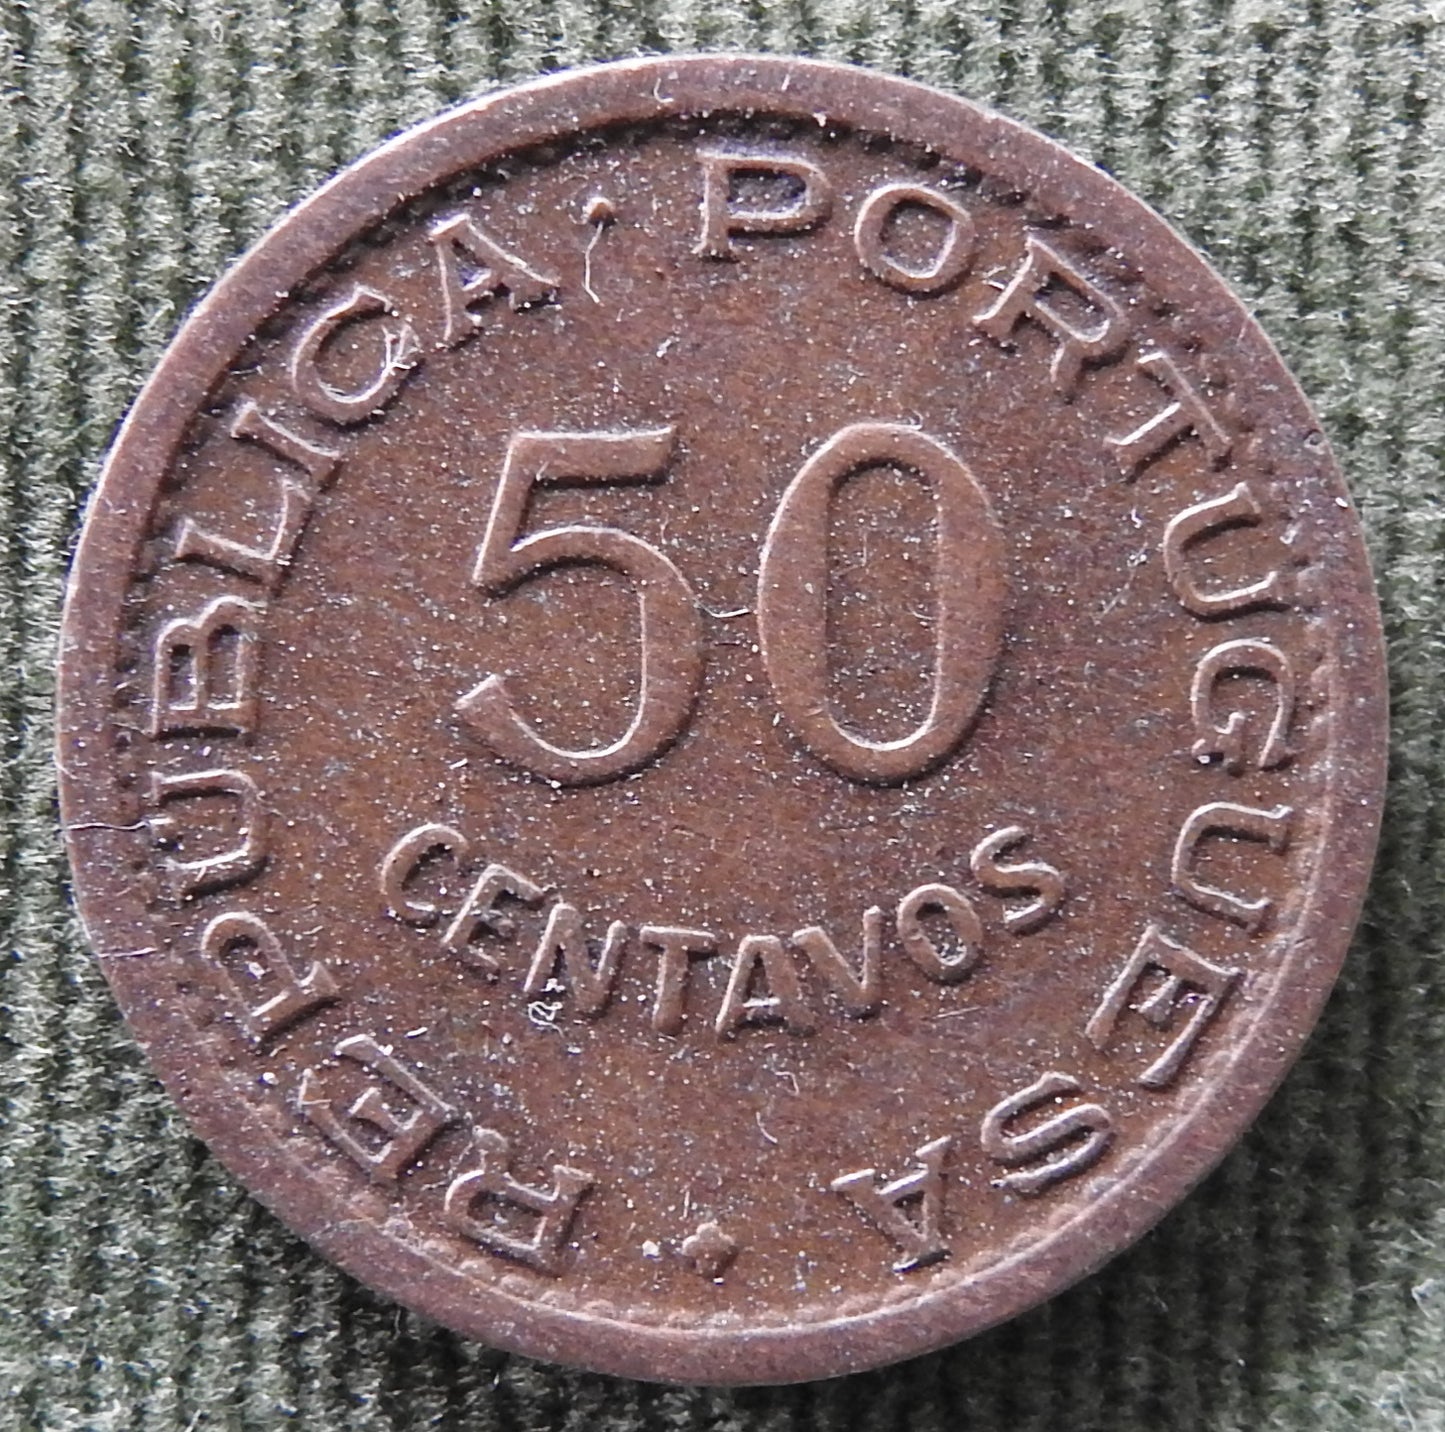 REPUBLICA · PORTUGUESA
50
CENTAVOS